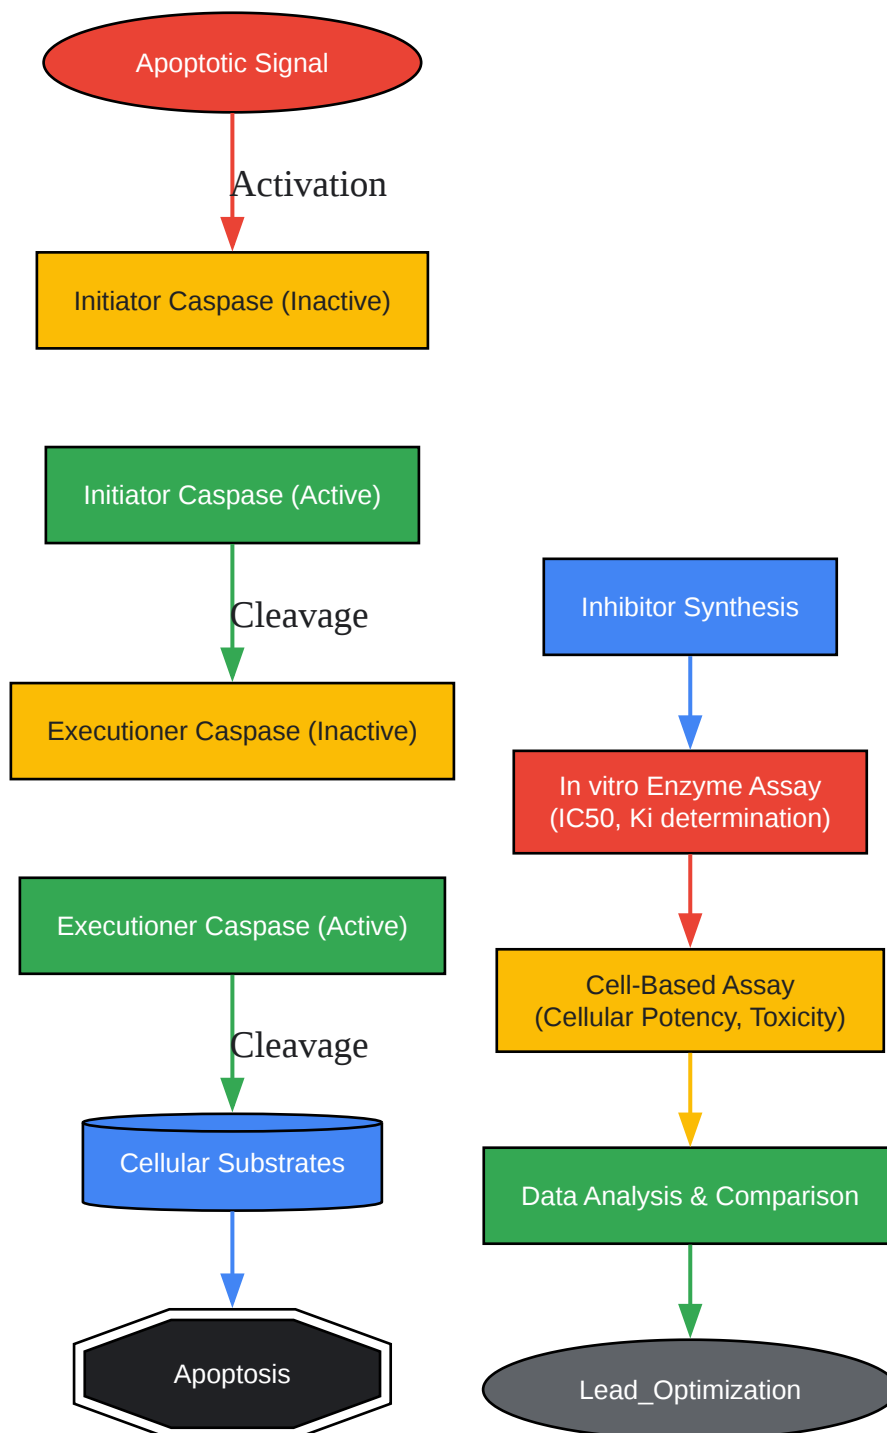 Apoptotic Signal
Activation
Initiator Caspase (Inactive)
Initiator Caspase (Active)
Cleavage
Executioner Caspase (Inactive)
Executioner Caspase (Active)
Cleavage
Cellular Substrates
Apoptosis
Inhibitor Synthesis
In vitro Enzyme Assay
(IC50, Ki determination)
Cell-Based Assay
(Cellular Potency, Toxicity)
Data Analysis & Comparison
Lead_Optimization